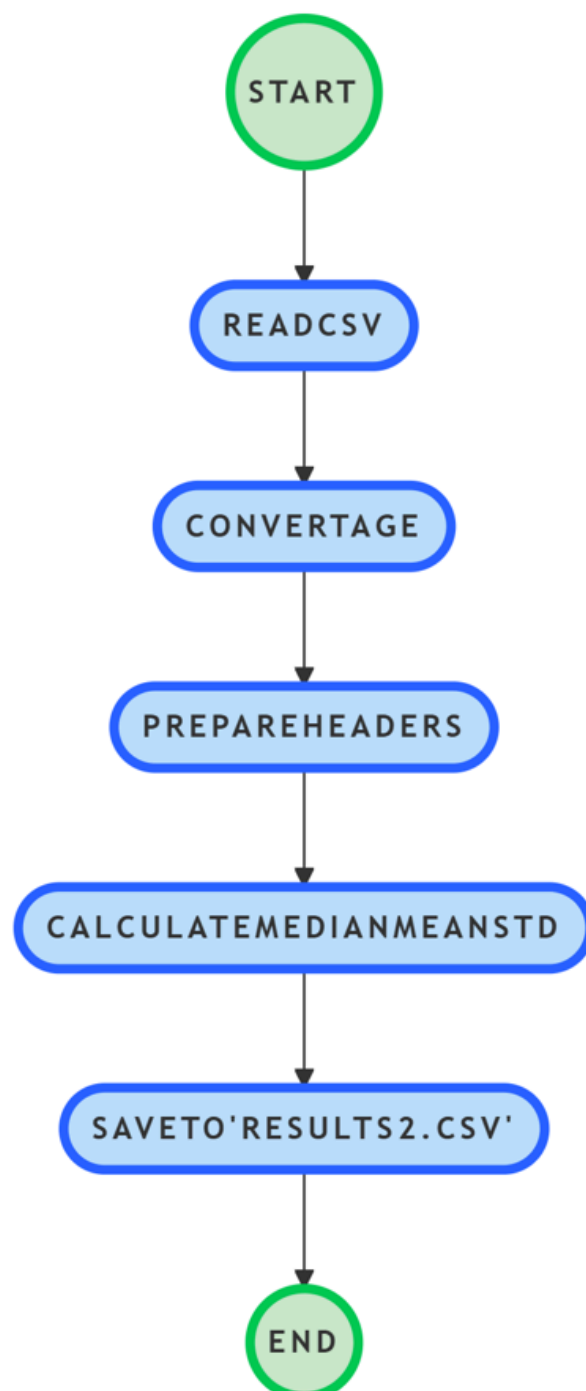 START
READCSV
CONVERTAGE
PREPAREHEADERS
CALCULATEMEDIANMEANSTD
SAVETO'RESULTS2.CSV'
END